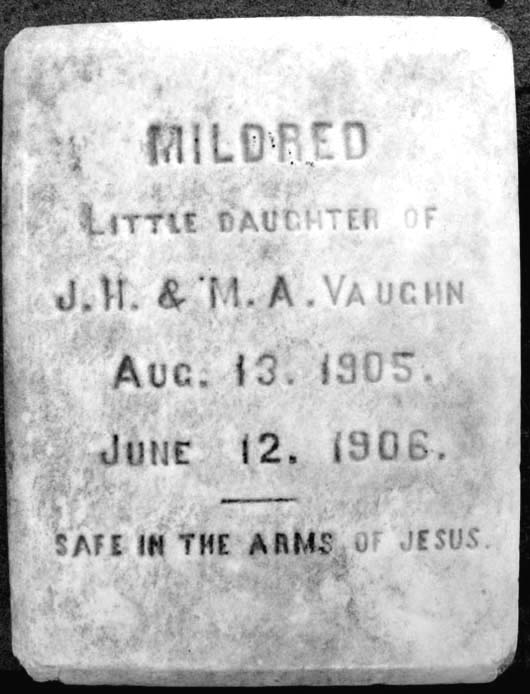 MILDRED
LITTLE DAUGHTER OF
J. H. & M. A. VAUGHN
AUG. 13. 1905.
JUNE 12. 1906.
SAFE IN THE ARMS OF JESUS.